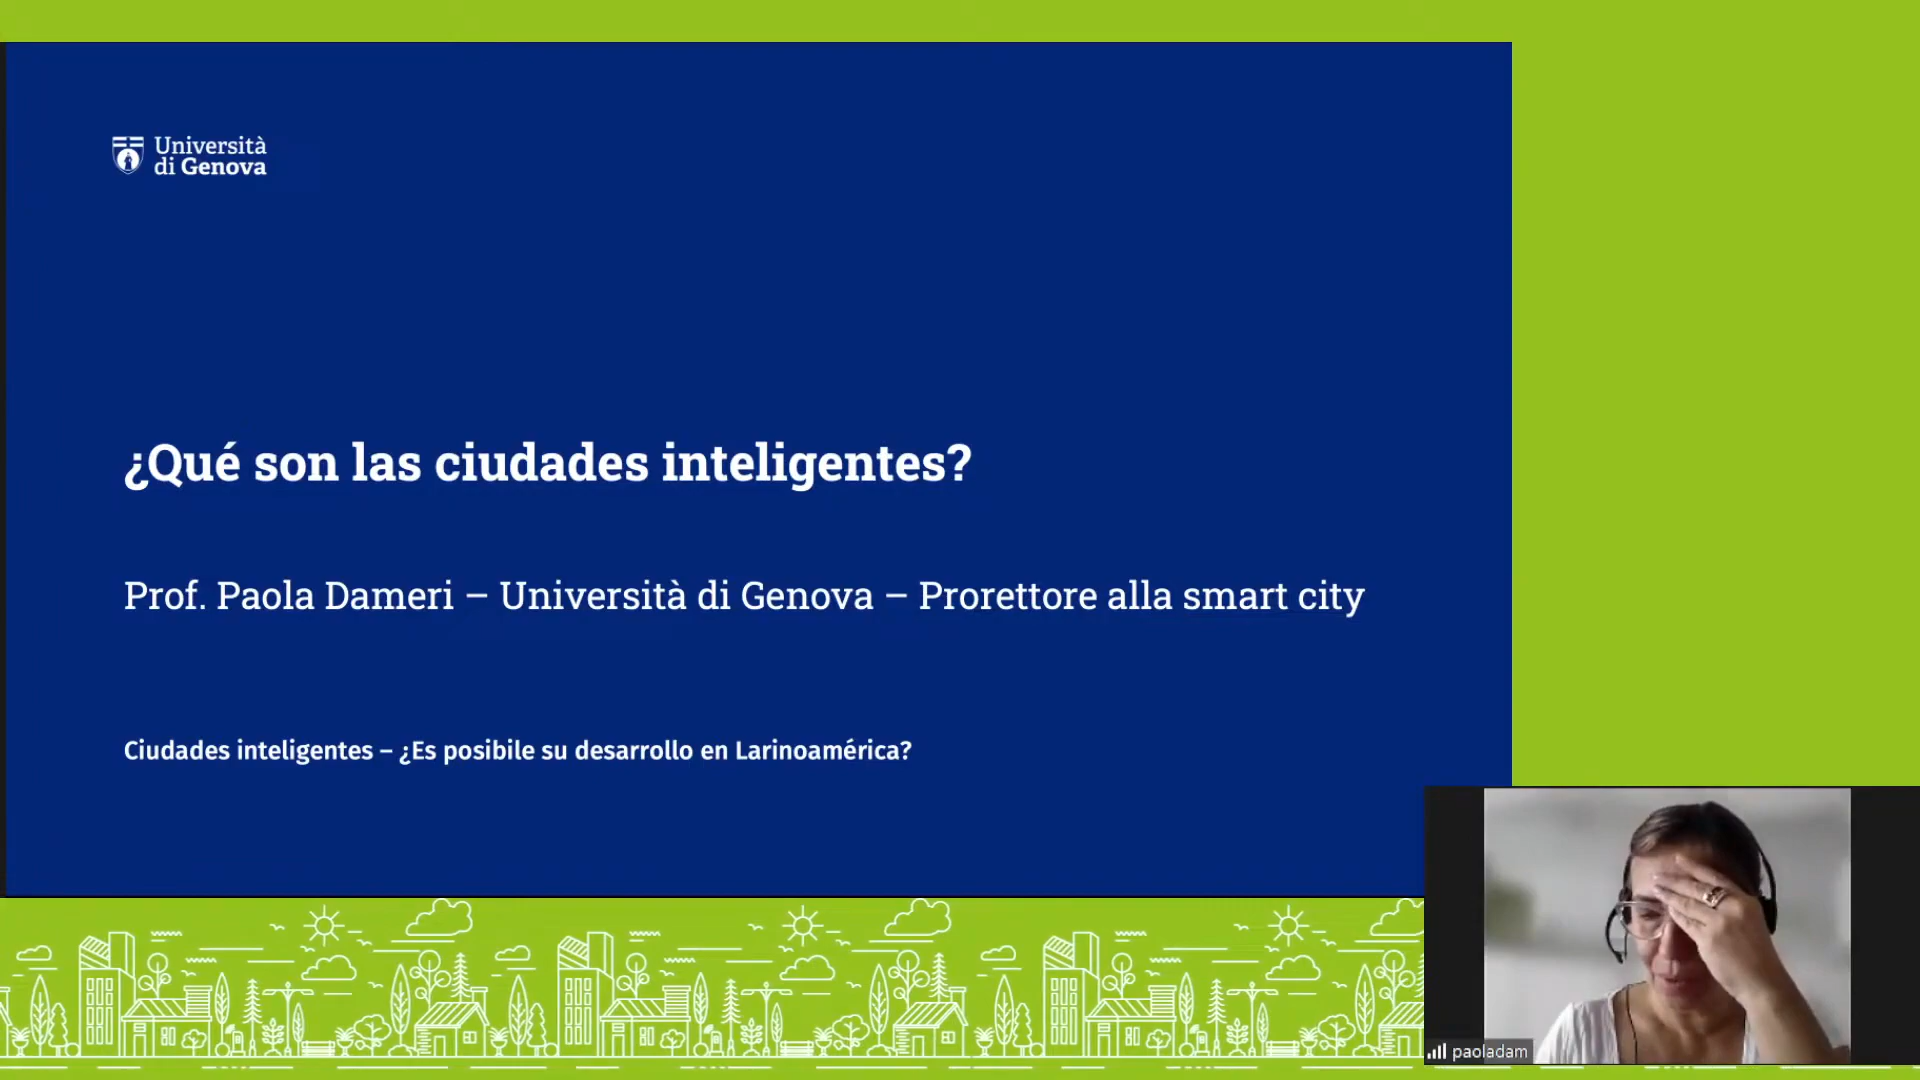 Università
di Genova
¿Qué son las ciudades inteligentes?
Prof. Paola Dameri – Università di Genova – Prorettore alla smart city
Ciudades inteligentes – ¿Es posibile su desarrollo en Larinoamérica?
paoladam